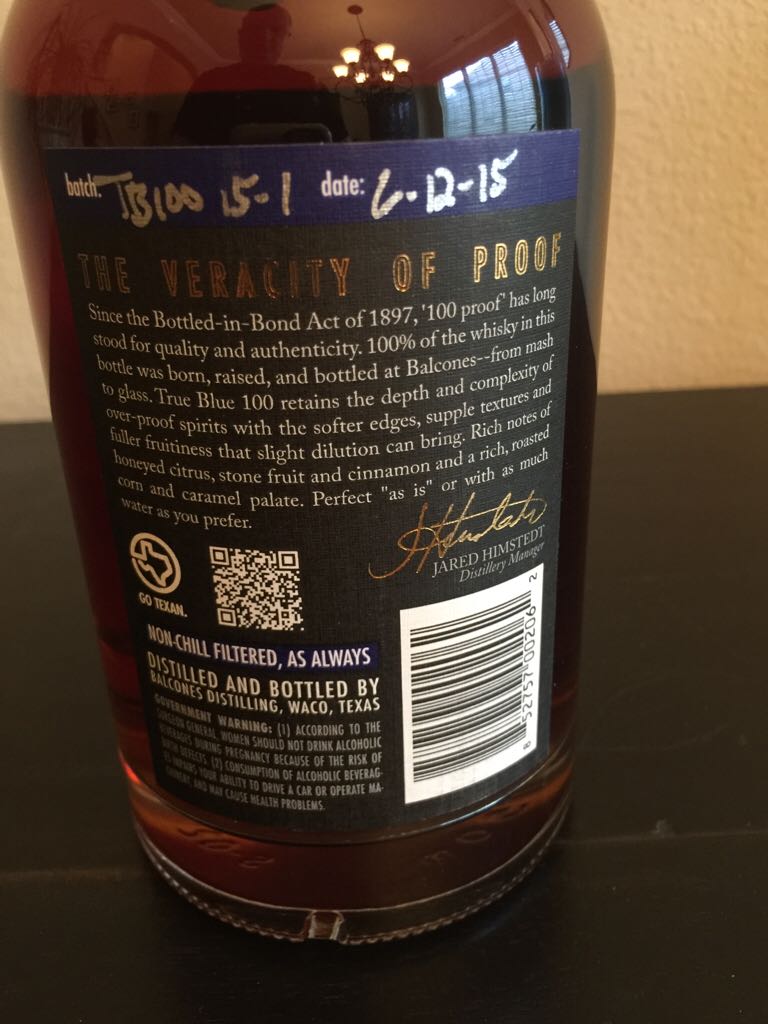 batch: TB100 15-1 date: 6-12-15
THE VERACITY OF PROOF
Since the Bottled-in-Bond Act of 1897, '100 proof' has long
stood for quality and authenticity. 100% of the whisky in this
bottle was born, raised, and bottled at Balcones--from mash
to glass. True Blue 100 retains the depth and complexity of
over-proof spirits with the softer edges, supple textures and
fuller fruitiness that slight dilution can bring. Rich notes of
honeyed citrus, stone fruit and cinnamon and a rich, roasted
corn and caramel palate. Perfect "as is" or with as much
water as you prefer.
JARED HIMSTEDT
Distillery Manager
GO TEXAN.
NON-CHILL FILTERED, AS ALWAYS
DISTILLED AND BOTTLED BY
BALCONES DISTILLING, WACO, TEXAS
GOVERNMENT WARNING: (1) ACCORDING TO THE
SURGEON GENERAL, WOMEN SHOULD NOT DRINK ALCOHOLIC
BEVERAGES DURING PREGNANCY BECAUSE OF THE RISK OF
BIRTH DEFECTS. (2) CONSUMPTION OF ALCOHOLIC BEVERAG-
ES IMPAIRS YOUR ABILITY TO DRIVE A CAR OR OPERATE MA-
CHINERY, AND MAY CAUSE HEALTH PROBLEMS.
8 52757 00206 2